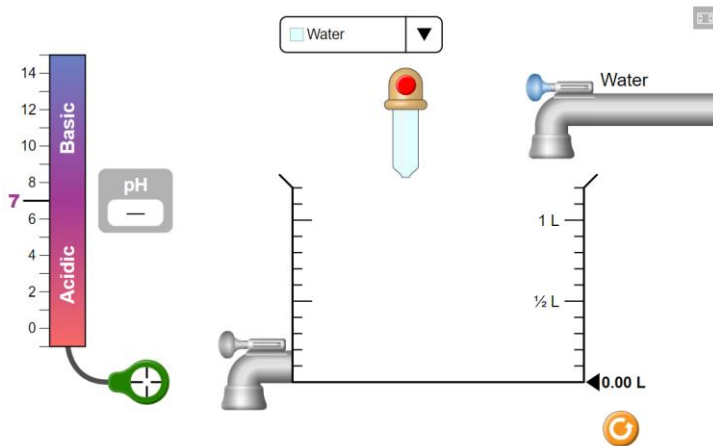 Water
Water
14
12
10
8
7
6
4
2
0
Basic
Acidic
pH
—
1 L
½ L
0.00 L